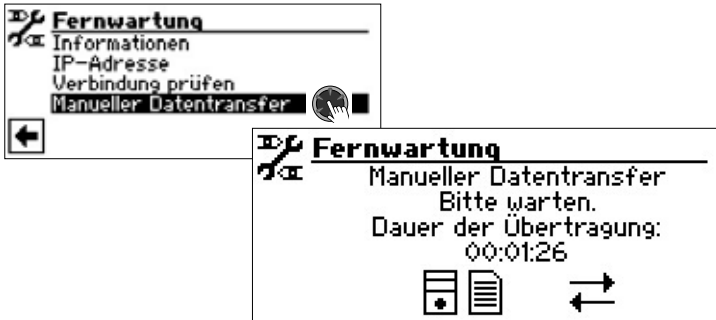 Fernwartung
Informationen
IP-Adresse
Verbindung prüfen
Manueller Datentransfer
Fernwartung
Manueller Datentransfer
Bitte warten.
Dauer der Übertragung:
00:01:26